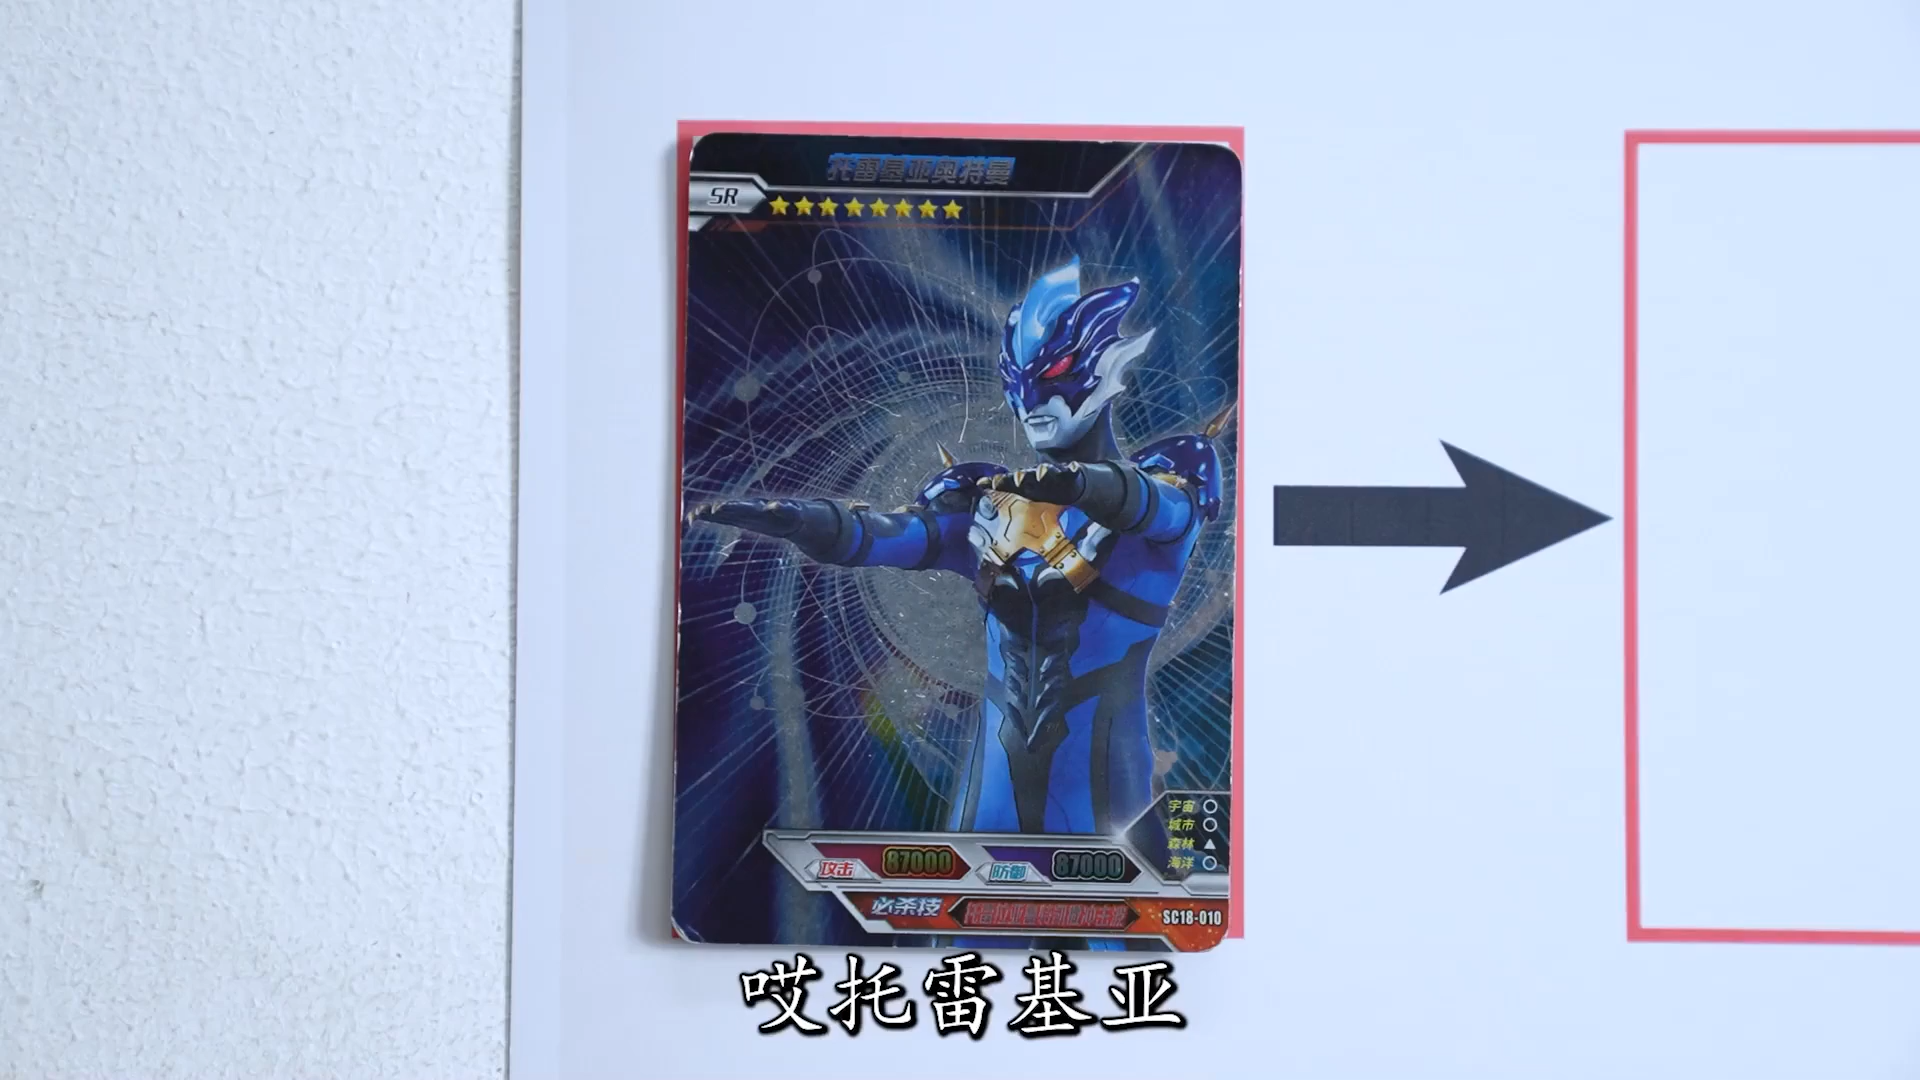 托雷基亚奥特曼
SR
宇宙
城市
森林
海洋
攻击 87000 防御 87000
必杀技
SC18-010
哎托雷基亚